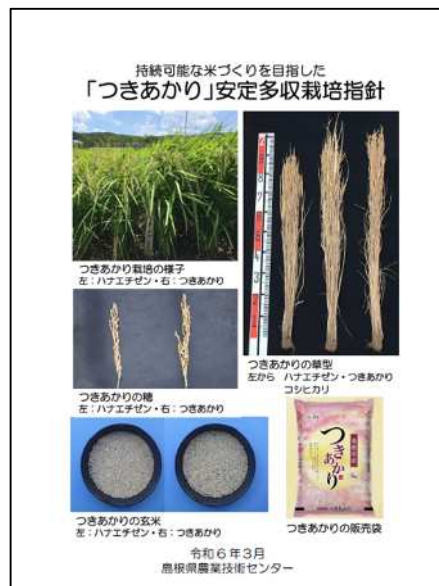 持続可能な米づくりを目指した
「つきあかり」安定多収栽培指針
つきあかり栽培の様子
左：ハナエチゼン・右：つきあかり
つきあかりの穂
左：ハナエチゼン・右：つきあかり
つきあかりの草型
左から　ハナエチゼン・つきあかり
コシヒカリ
つきあかりの玄米
左：ハナエチゼン・右：つきあかり
つき
あかり
つきあかりの販売袋
令和６年３月
島根県農業技術センター